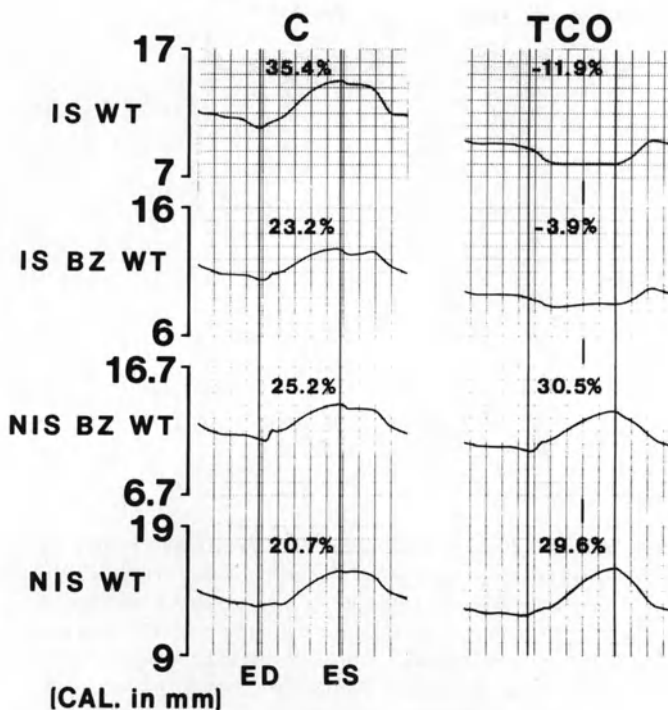 C TCO
17
35.4% -11.9%
IS WT
7
16
23.2% -3.9%
IS BZ WT
6
16.7
25.2% 30.5%
NIS BZ WT
6.7
19
20.7% 29.6%
NIS WT
9
ED ES
(CAL. in mm)